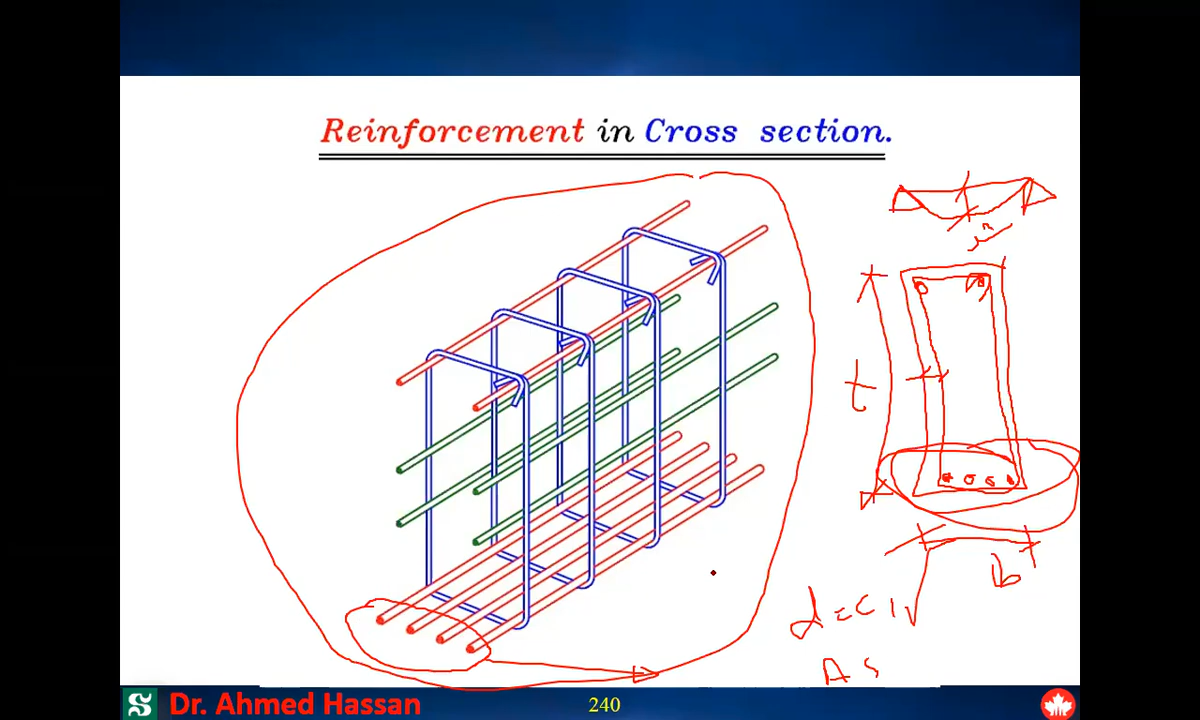 Reinforcement in Cross section.
t
b
d = C1√
As
Dr. Ahmed Hassan
240